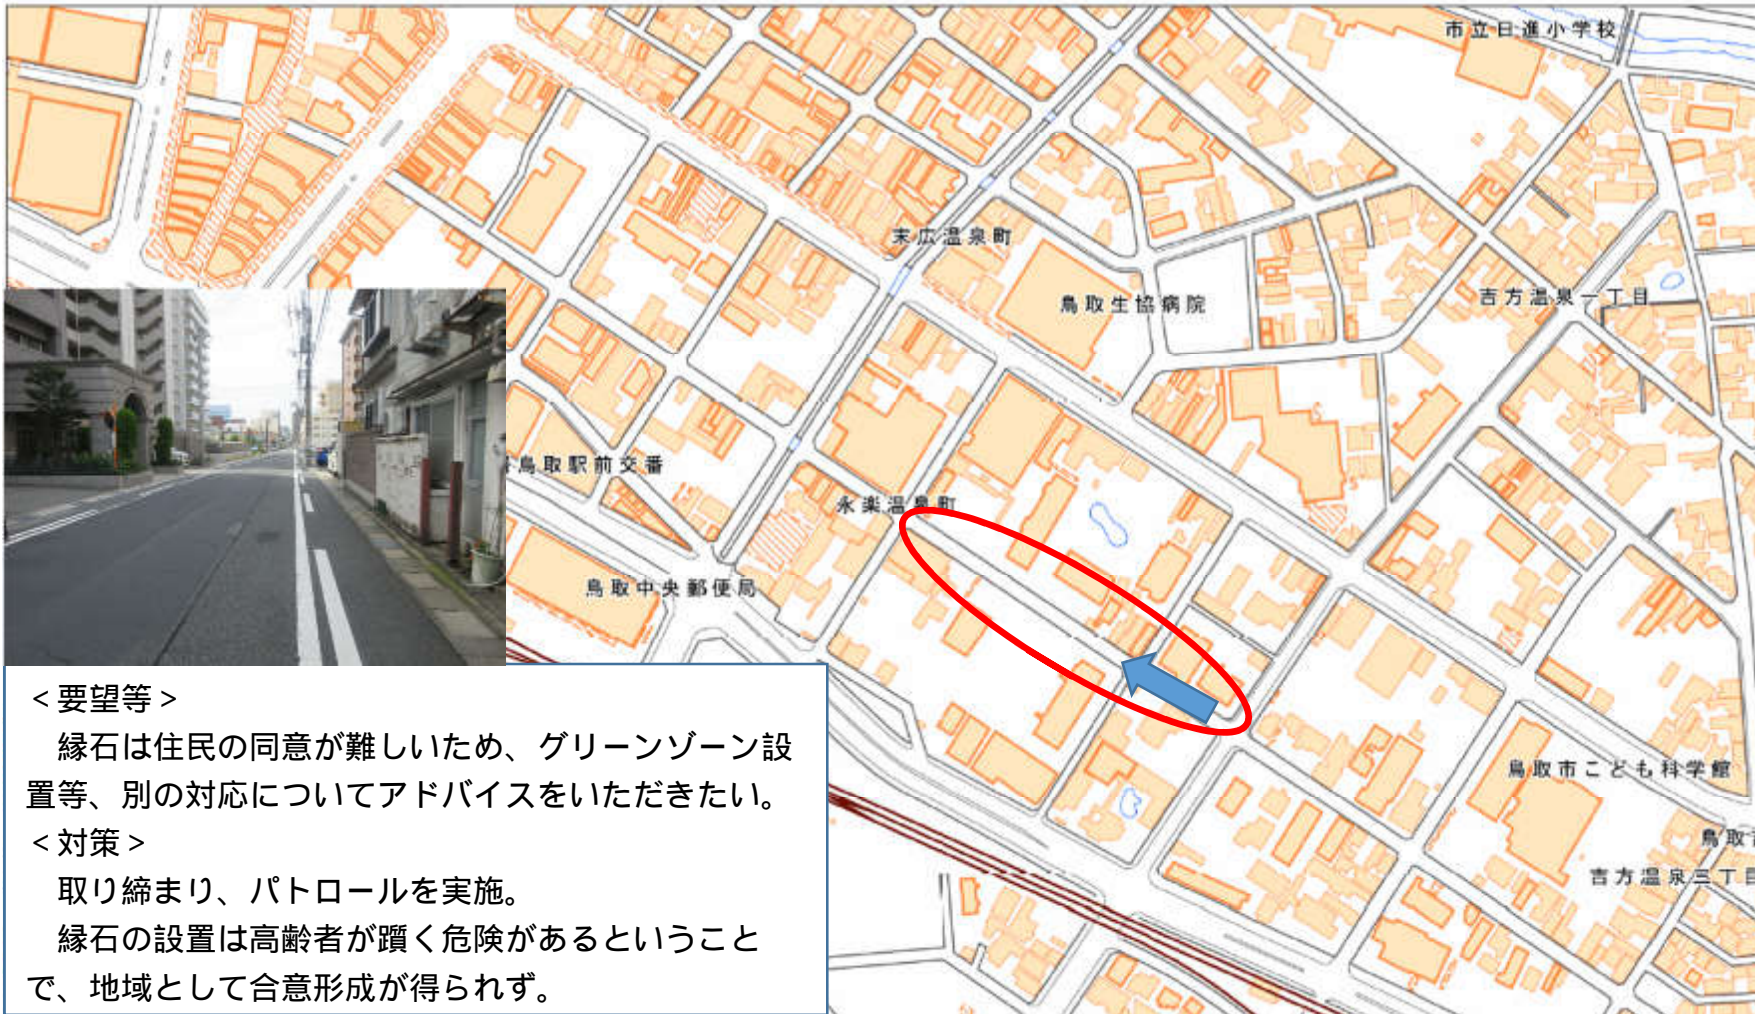 市立日進小学校
末広温泉町
鳥取生協病院
吉方温泉一丁目
鳥取駅前交番
永楽温泉町
鳥取中央郵便局
鳥取市こども科学館
鳥取
吉方温泉三丁目
＜要望等＞
　縁石は住民の同意が難しいため、グリーンゾーン設
置等、別の対応についてアドバイスをいただきたい。
＜対策＞
　取り締まり、パトロールを実施。
　縁石の設置は高齢者が躓く危険があるということ
で、地域として合意形成が得られず。